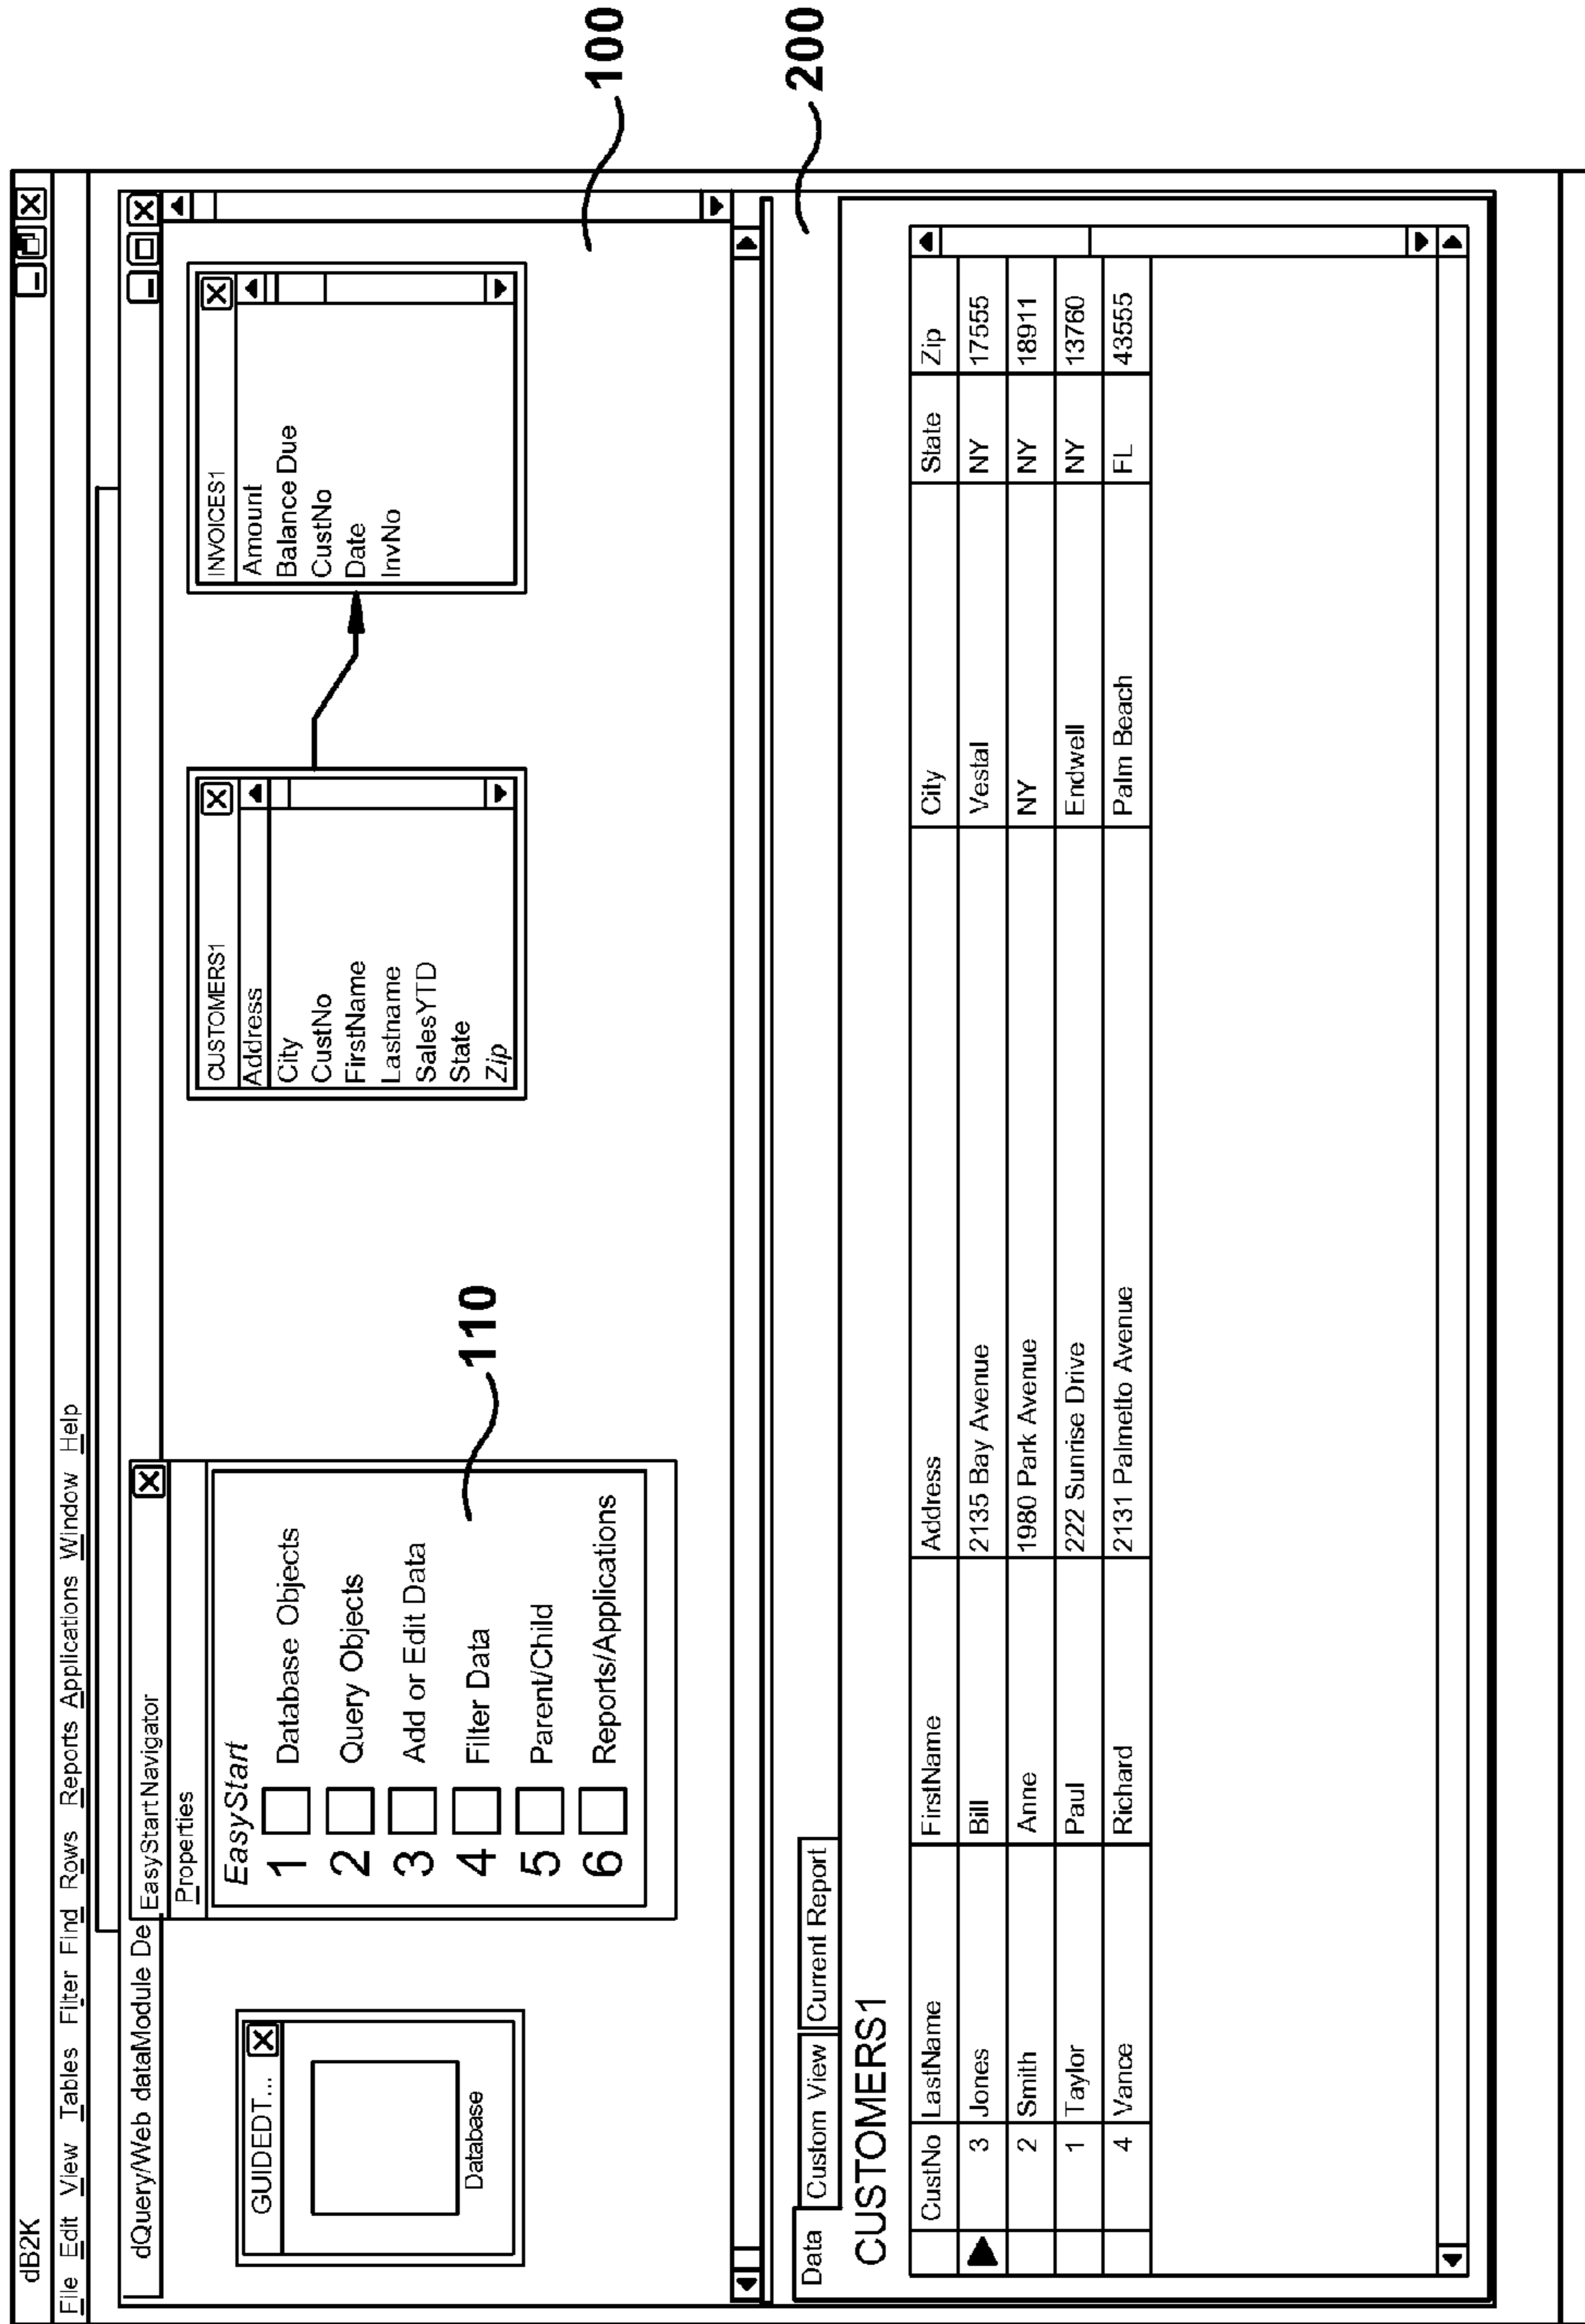 dB2K
File Edit View Tables Filter Find Rows Reports Applications Window Help
dQuery/Web dataModule De
EasyStart Navigator
Properties
EasyStart
1 Database Objects
2 Query Objects
3 Add or Edit Data
4 Filter Data
5 Parent/Child
6 Reports/Applications
110
GUIDEDT...
Database
CUSTOMERS1
Address
City
CustNo
FirstName
Lastname
SalesYTD
State
Zip
INVOICES1
Amount
Balance Due
CustNo
Date
InvNo
100
200
Data Custom View Current Report
CUSTOMERS1
CustNo LastName FirstName Address City State Zip
3 Jones Bill 2135 Bay Avenue Vestal NY 17555
2 Smith Anne 1980 Park Avenue NY NY 18911
1 Taylor Paul 222 Sunrise Drive Endwell NY 13760
4 Vance Richard 2131 Palmetto Avenue Palm Beach FL 43555